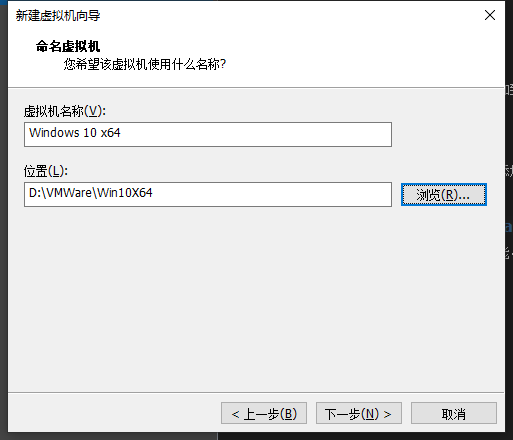 新建虚拟机向导
命名虚拟机
您希望该虚拟机使用什么名称?
虚拟机名称(V):
Windows 10 x64
位置(L):
D:\VMWare\Win10X64
浏览(R)...
< 上一步(B)
下一步(N) >
取消